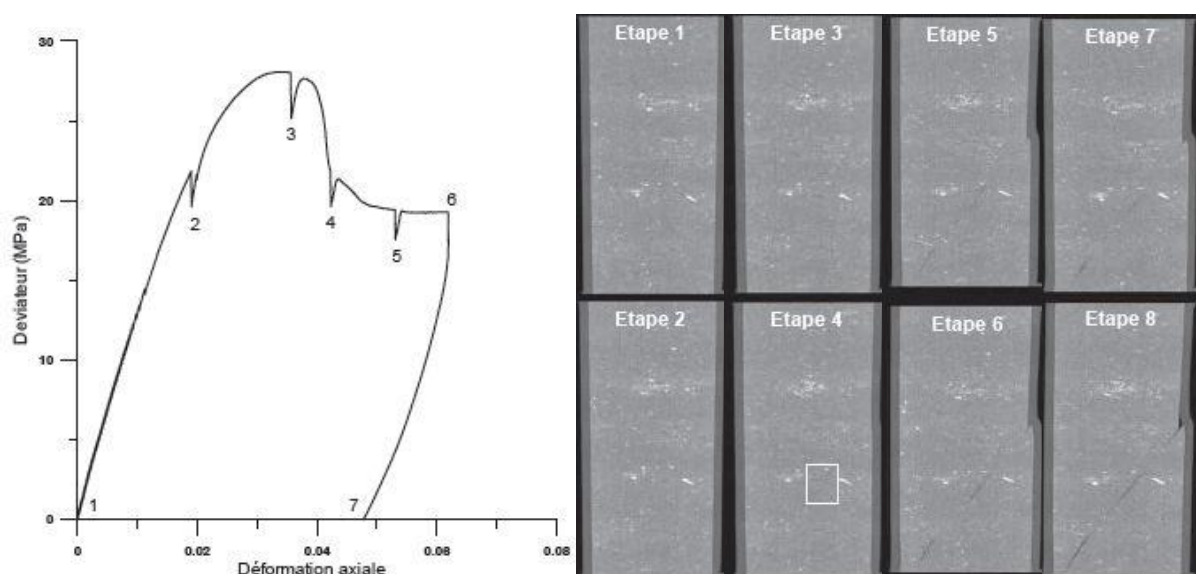 30
20
10
0
Deviateur (MPa)
1
2
3
4
5
6
7
0
0.02
0.04
0.06
0.08
Déformation axiale
Etape 1
Etape 3
Etape 5
Etape 7
Etape 2
Etape 4
Etape 6
Etape 8